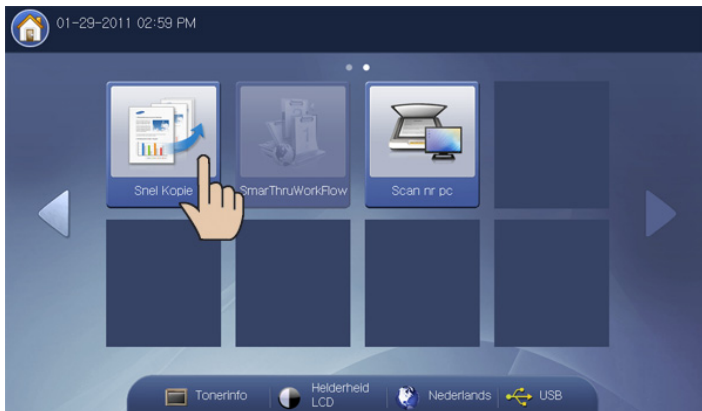 01-29-2011 02:59 PM
Snel Kopie
SmarThruWorkFlow
Scan nr pc
Tonerinfo
Helderheid
LCD
Nederlands
USB